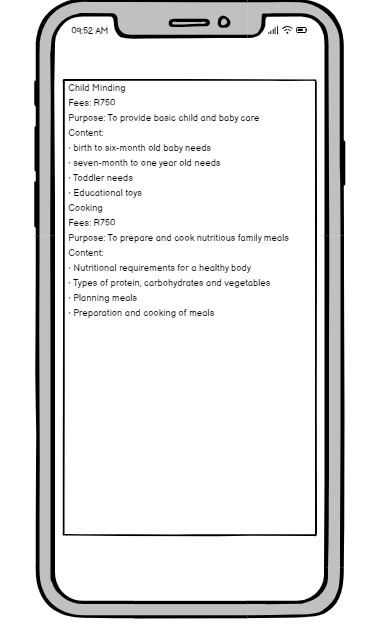 09:52 AM
Child Minding
Fees: R750
Purpose: To provide basic child and baby care
Content:
· birth to six-month old baby needs
· seven-month to one year old needs
· Toddler needs
· Educational toys
Cooking
Fees: R750
Purpose: To prepare and cook nutritious family meals
Content:
· Nutritional requirements for a healthy body
· Types of protein, carbohydrates and vegetables
· Planning meals
· Preparation and cooking of meals